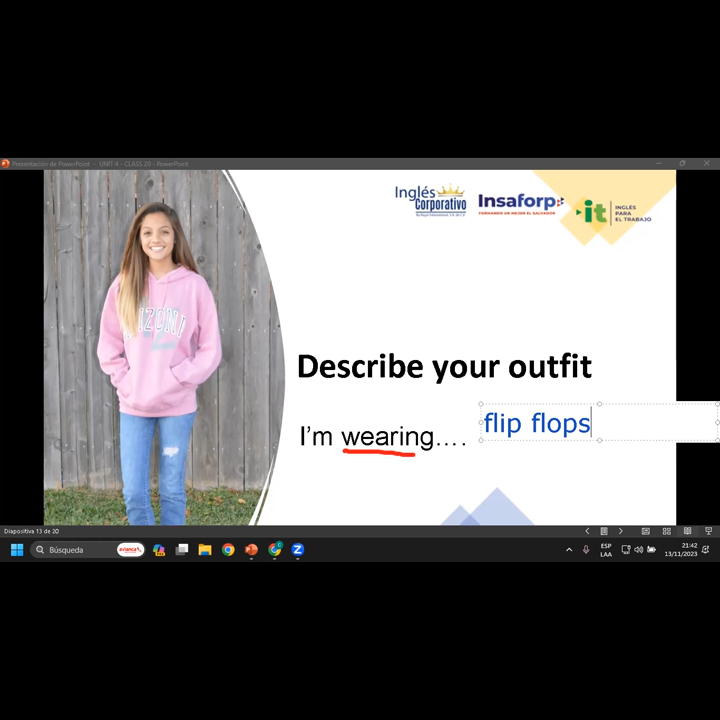 Presentación de PowerPoint - UNIT 4 - CLASS 20 - PowerPoint
Inglés
Corporativo
Insaforp
FORMANDO UN MEJOR EL SALVADOR
it
INGLÉS
PARA
EL TRABAJO
Describe your outfit
I'm wearing....
flip flops
Diapositiva 13 de 20
Búsqueda
avianca
ESP
LAA
21:42
13/11/2023